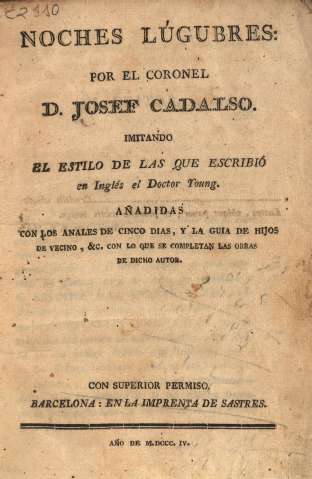 C2110
NOCHES LÚGUBRES:
POR EL CORONEL
D. JOSEF CADALSO.
IMITANDO
EL ESTILO DE LAS QUE ESCRIBIÓ
en Inglés el Doctor Young.
AÑADIDAS
CON LOS ANALES DE CINCO DIAS, Y LA GUIA DE HIJOS
DE VECINO, &C. CON LO QUE SE COMPLETAN LAS OBRAS
DE DICHO AUTOR.
CON SUPERIOR PERMISO,
BARCELONA: EN LA IMPRENTA DE SASTRES.
AÑO DE M.DCCC. IV.